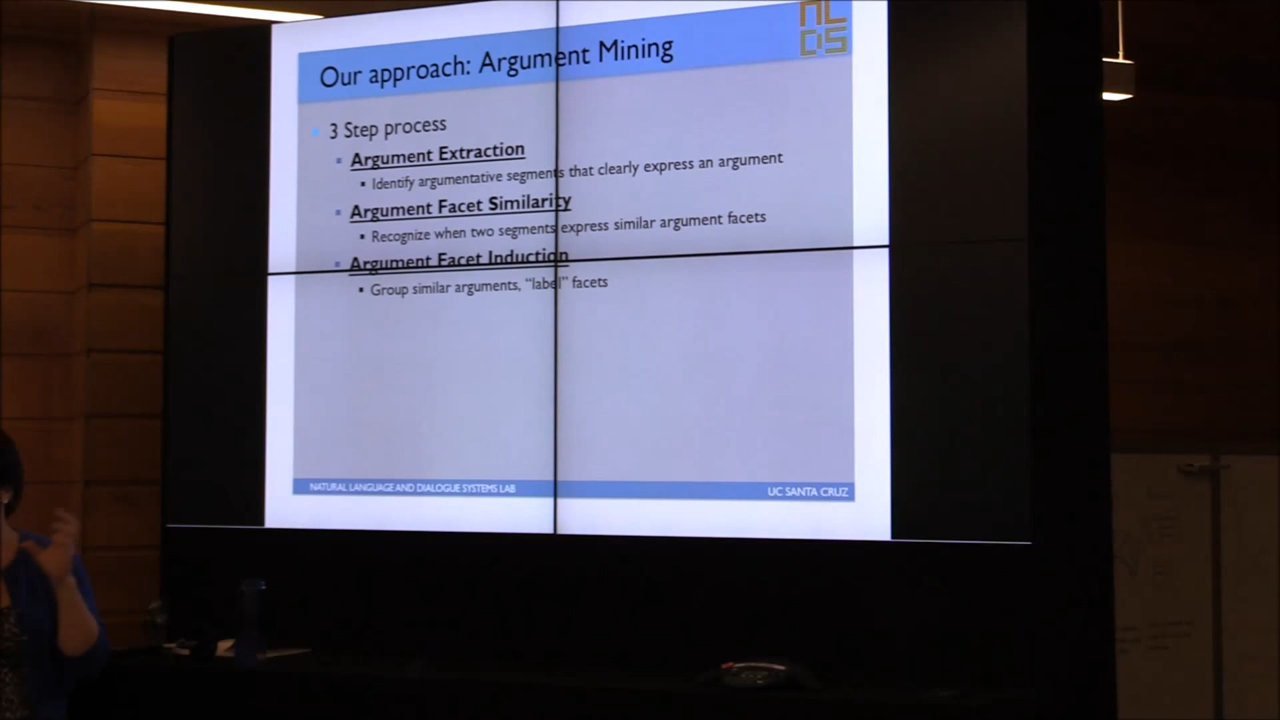 Our approach: Argument Mining
NLDS
3 Step process
Argument Extraction
Identify argumentative segments that clearly express an argument
Argument Facet Similarity
Recognize when two segments express similar argument facets
Argument Facet Induction
Group similar arguments, "label" facets
NATURAL LANGUAGE AND DIALOGUE SYSTEMS LAB
UC SANTA CRUZ